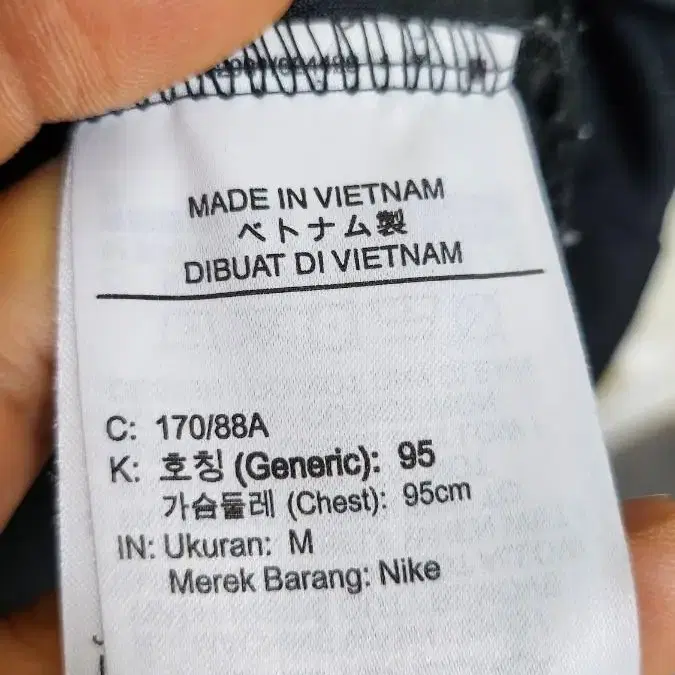 MADE IN VIETNAM
ベトナム製
DIBUAT DI VIETNAM
C: 170/88A
K: 호칭 (Generic): 95
가슴둘레 (Chest): 95cm
IN: Ukuran: M
Merek Barang: Nike